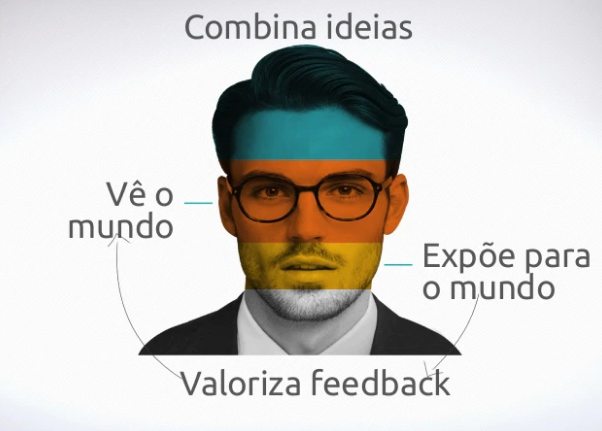 Combina ideias
Vê o
mundo
Expõe para
o mundo
Valoriza feedback